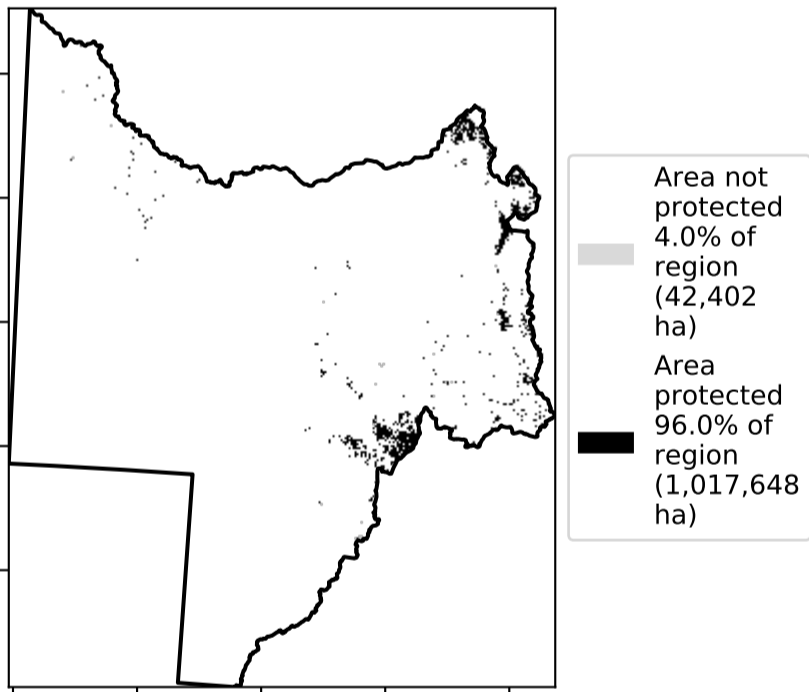 Area not
protected
4.0% of
region
(42,402
ha)
Area
protected
96.0% of
region
(1,017,648
ha)